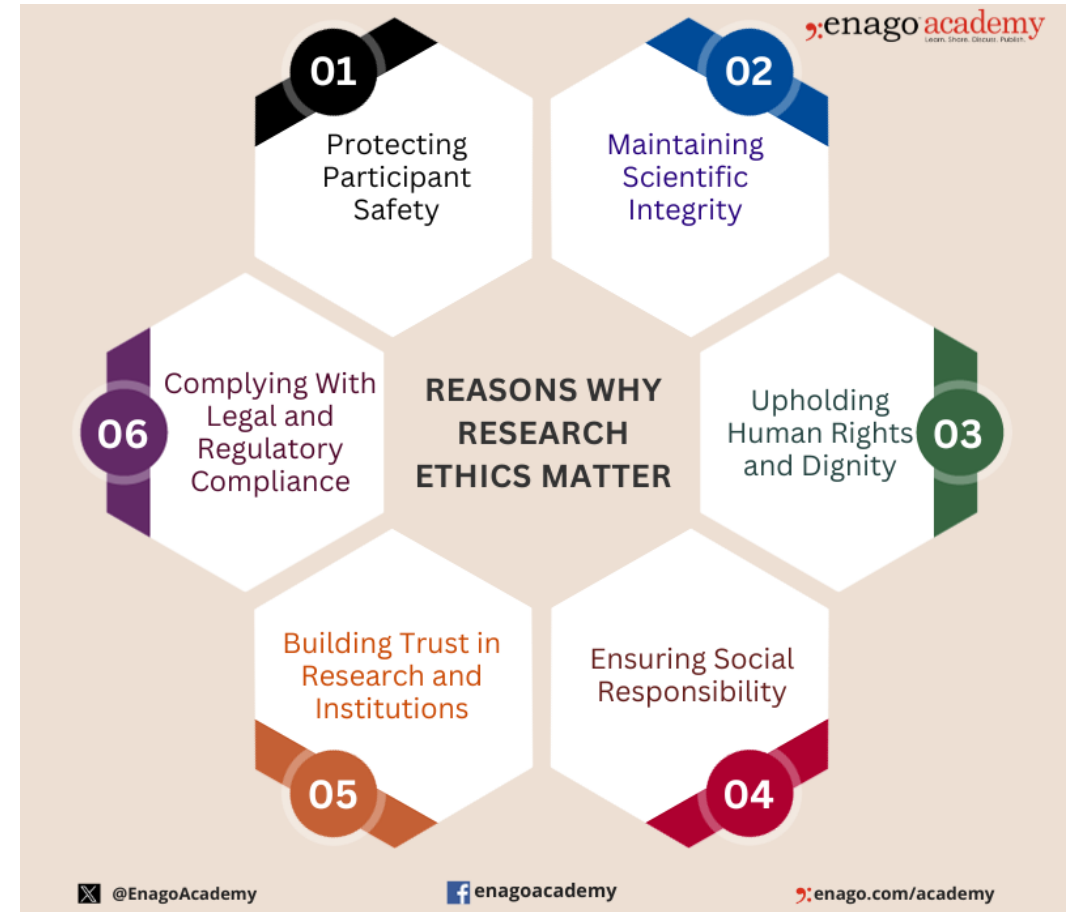 enago academy
Learn. Share. Discuss. Publish.
01
Protecting
Participant
Safety
02
Maintaining
Scientific
Integrity
REASONS WHY
RESEARCH
ETHICS MATTER
Upholding
Human Rights
and Dignity
03
Ensuring Social
Responsibility
04
Building Trust in
Research and
Institutions
05
Complying With
Legal and
Regulatory
Compliance
06
@EnagoAcademy
enagoacademy
enago.com/academy